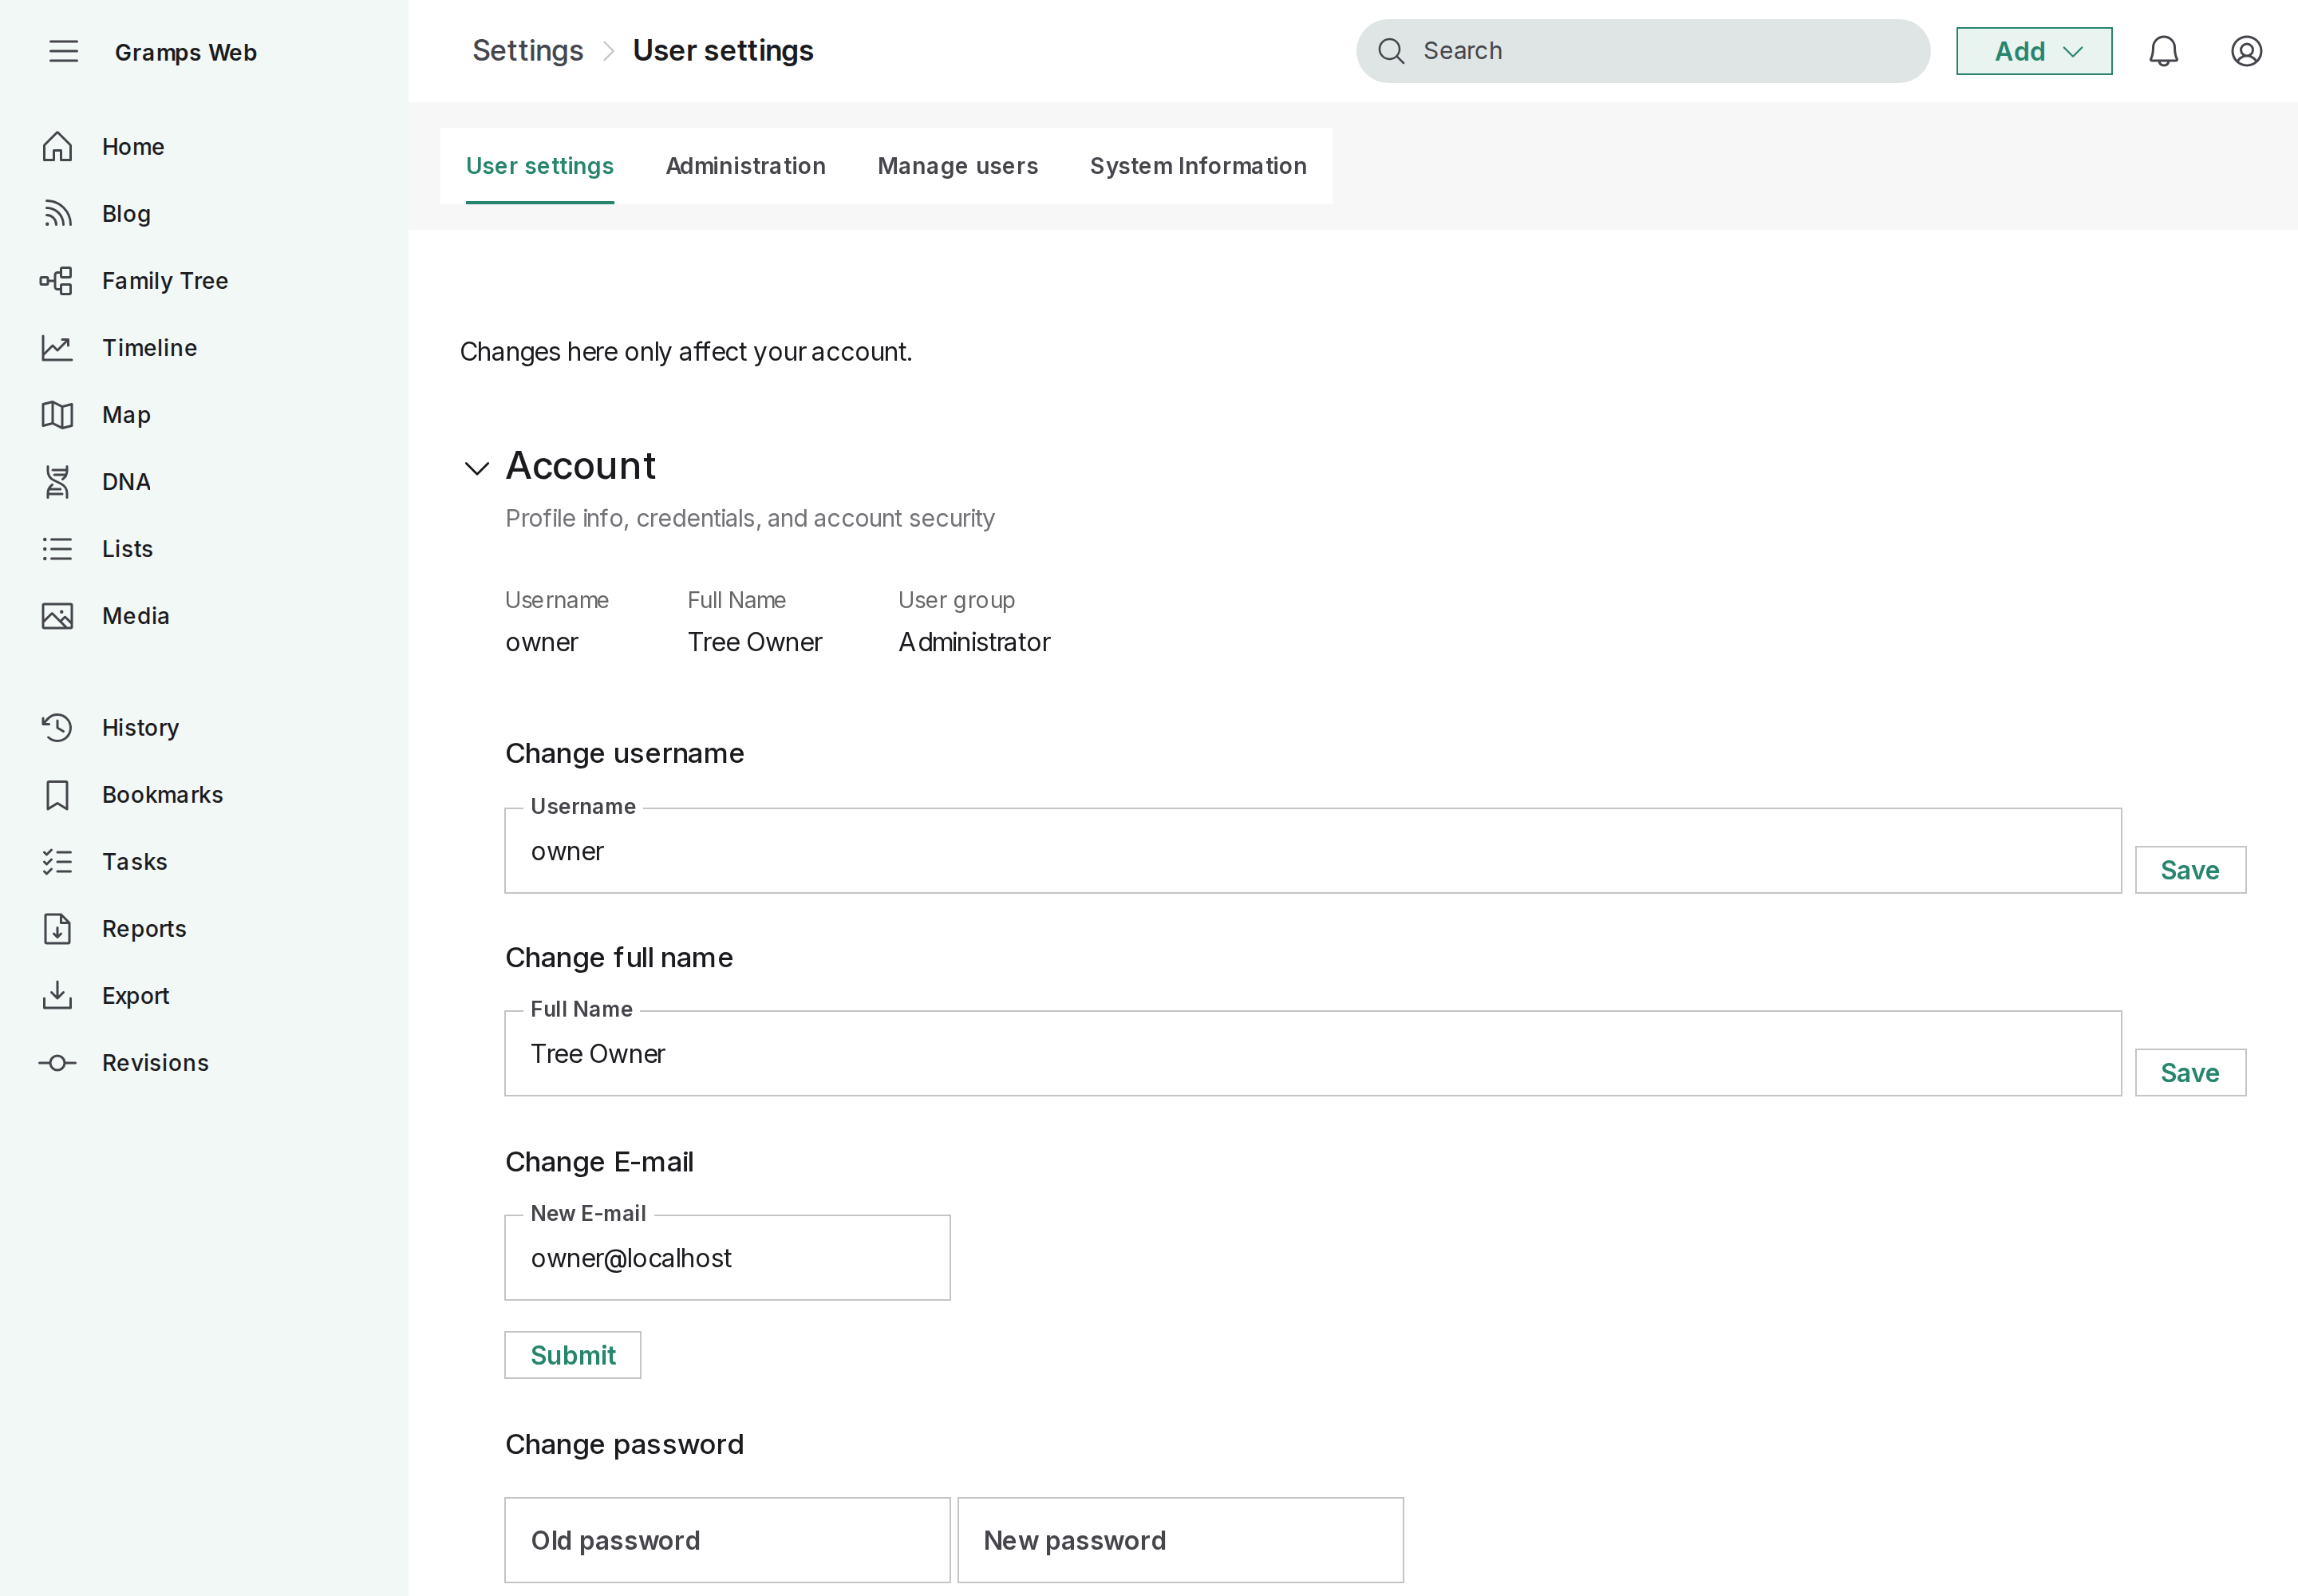 Gramps Web
Home
Blog
Family Tree
Timeline
Map
DNA
Lists
Media
History
Bookmarks
Tasks
Reports
Export
Revisions
Settings User settings
Search
Add
User settings Administration Manage users System Information
Changes here only affect your account.
Account
Profile info, credentials, and account security
Username Full Name User group
owner Tree Owner Administrator
Change username
Username
owner
Save
Change full name
Full Name
Tree Owner
Save
Change E-mail
New E-mail
owner@localhost
Submit
Change password
Old password New password